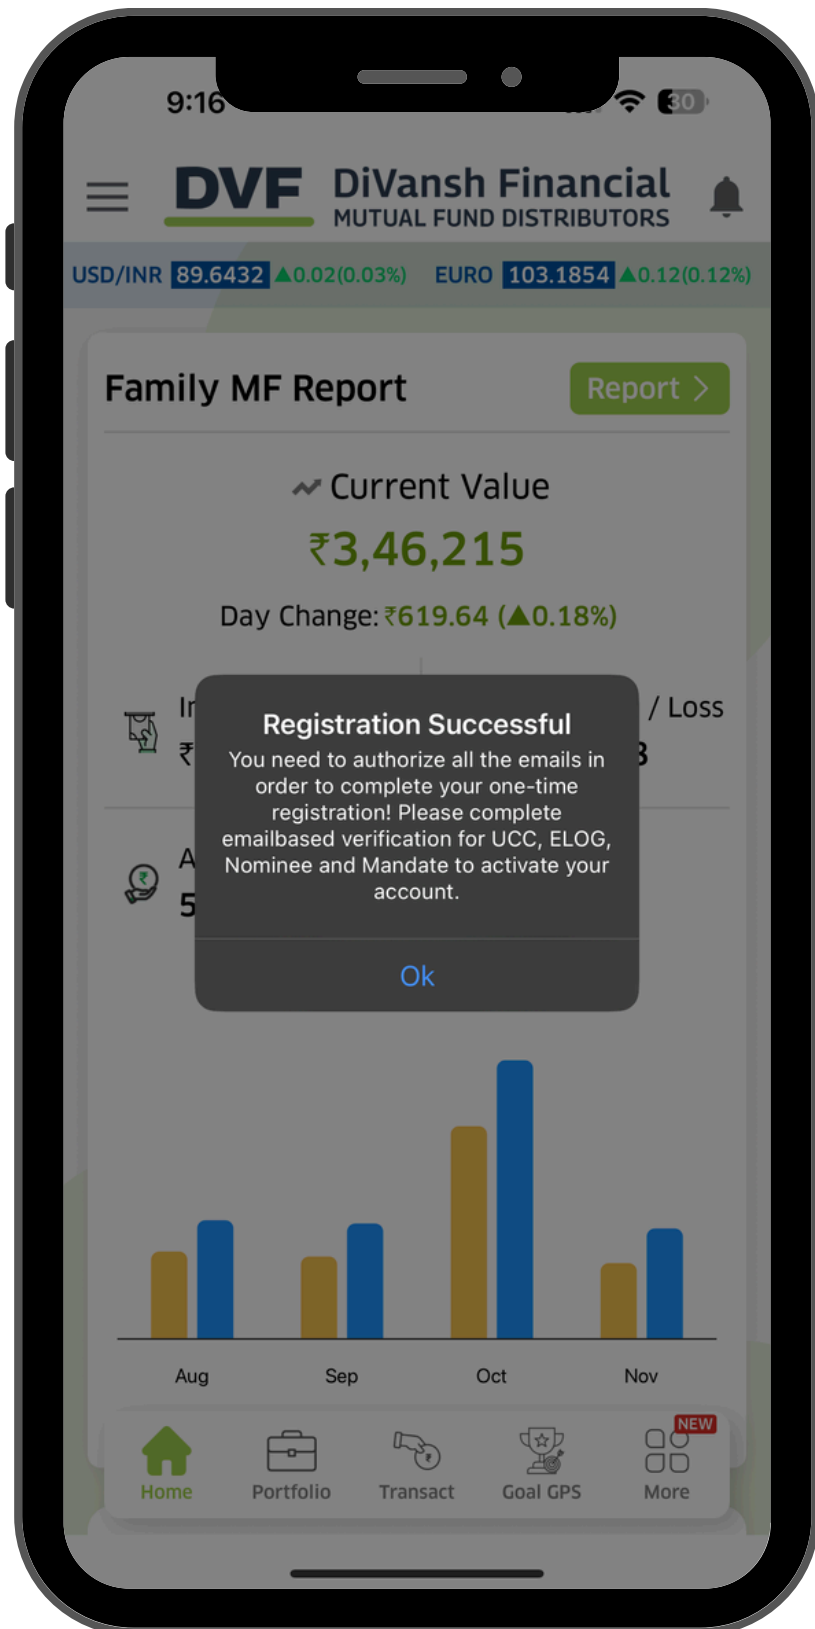 9:16
30
DVF DiVansh Financial
MUTUAL FUND DISTRIBUTORS
USD/INR 89.6432 ▲0.02(0.03%) EURO 103.1854 ▲0.12(0.12%)
Family MF Report
Report >
Current Value
₹3,46,215
Day Change: ₹619.64 (▲0.18%)
/ Loss
₹
Registration Successful
You need to authorize all the emails in
order to complete your one-time
registration! Please complete
emailbased verification for UCC, ELOG,
Nominee and Mandate to activate your
account.
Ok
Aug Sep Oct Nov
NEW
Home Portfolio Transact Goal GPS More